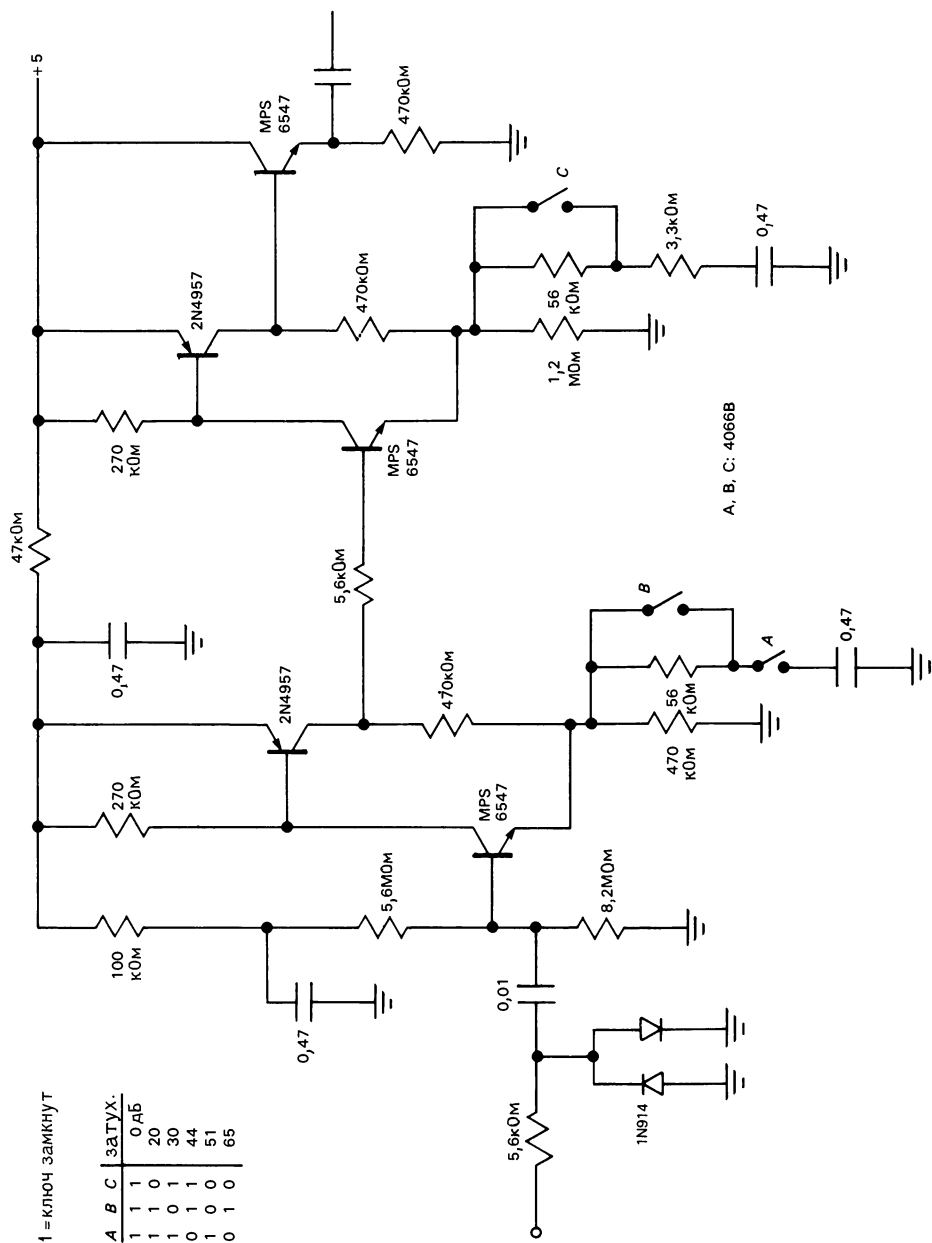 +5
MPS
6547
470кОм
C
3,3кОм
0,47
2N4957
470кОм
56
кОм
1,2
МОм
270
кОм
MPS
6547
A, B, C: 4066B
47кОм
5,6кОм
B
A
0,47
0,47
2N4957
470кОм
56
кОм
470
кОм
270
кОм
MPS
6547
5,6МОм
8,2МОм
100
кОм
0,47
0,01
1N914
5,6кОм
1=ключ замкнут
A B C затух.
1 1 1 0 дБ
1 1 0 20
1 0 1 30
0 1 1 44
1 0 0 51
0 1 0 65